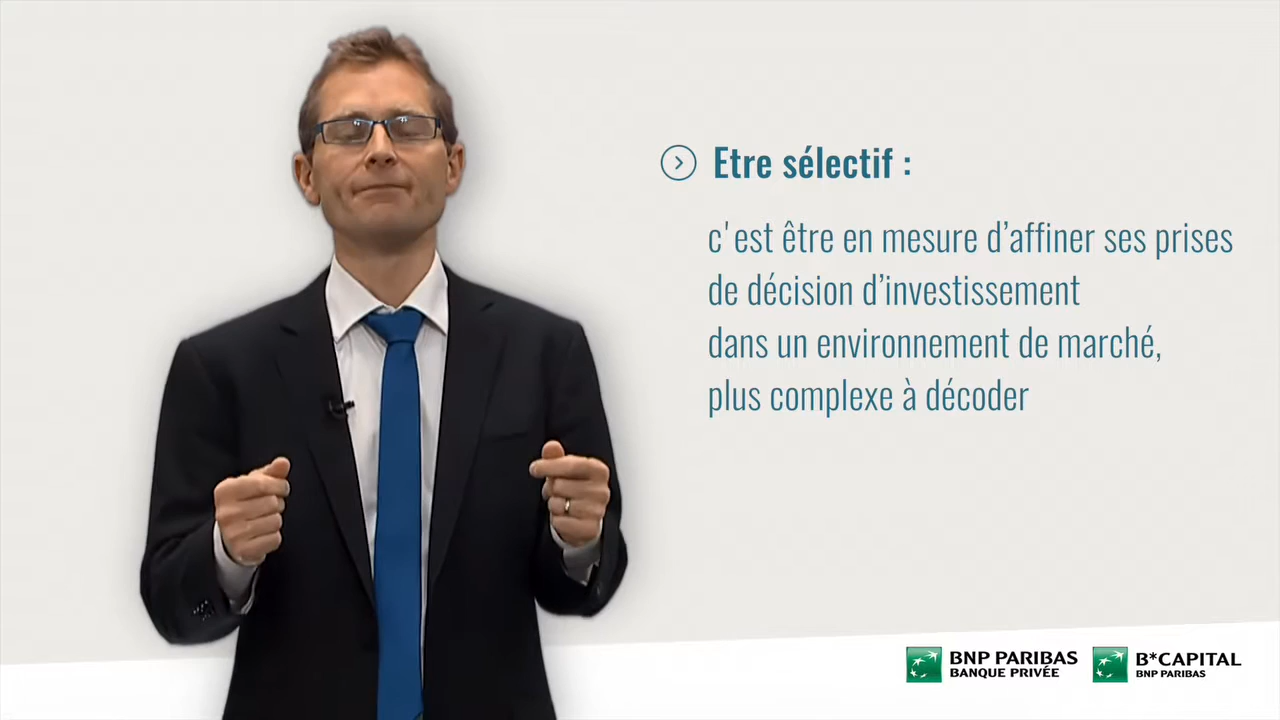 Etre sélectif :
c'est être en mesure d’affiner ses prises
de décision d’investissement
dans un environnement de marché,
plus complexe à décoder
BNP PARIBAS
BANQUE PRIVÉE
B*CAPITAL
BNP PARIBAS